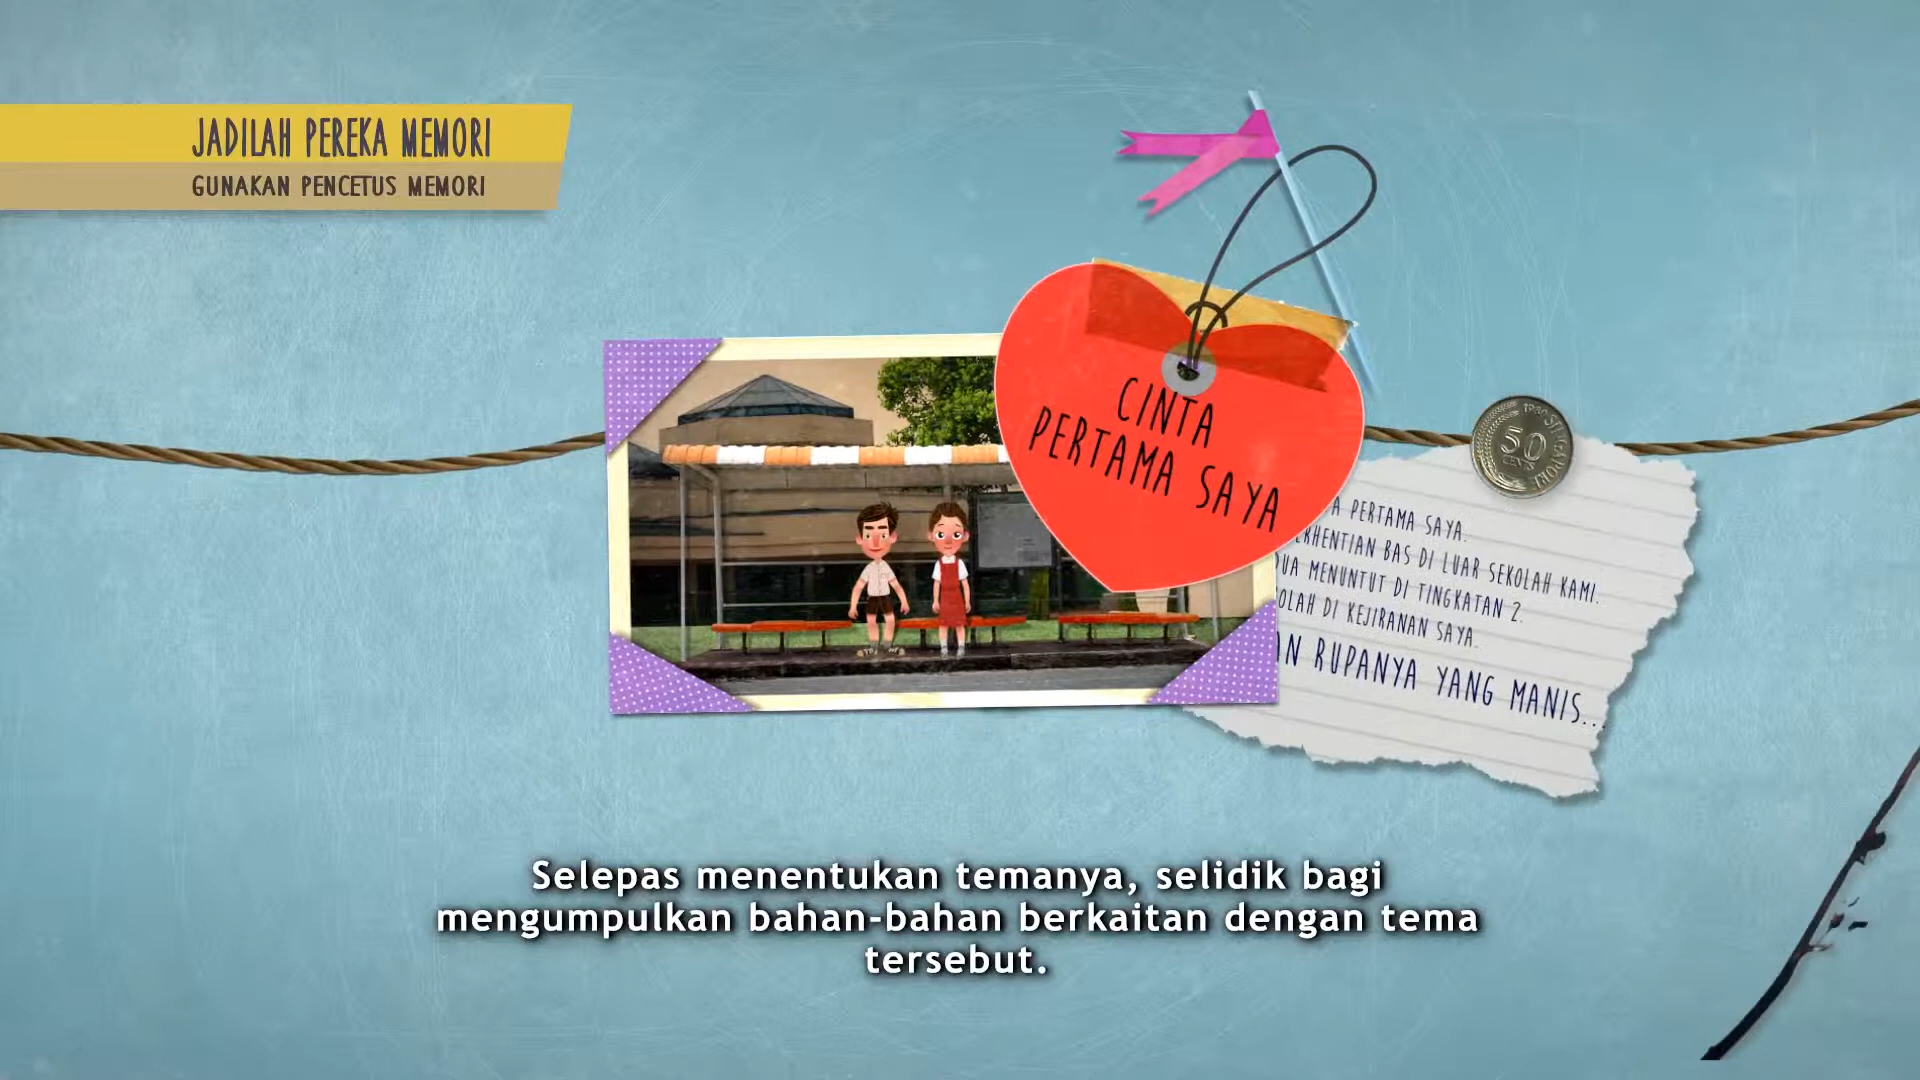 JADILAH PEREKA MEMORI
GUNAKAN PENCETUS MEMORI
CINTA
PERTAMA SAYA
50
CENTS
PERTAMA SAYA.
BAS DI LUAR SEKOLAH KAMI.
MENUNTUT DI TINGKATAN 2.
DI KEJIRANAN SAYA.
RUPANYA YANG MANIS...
Selepas menentukan temanya, selidik bagi
mengumpulkan bahan-bahan berkaitan dengan tema
tersebut.